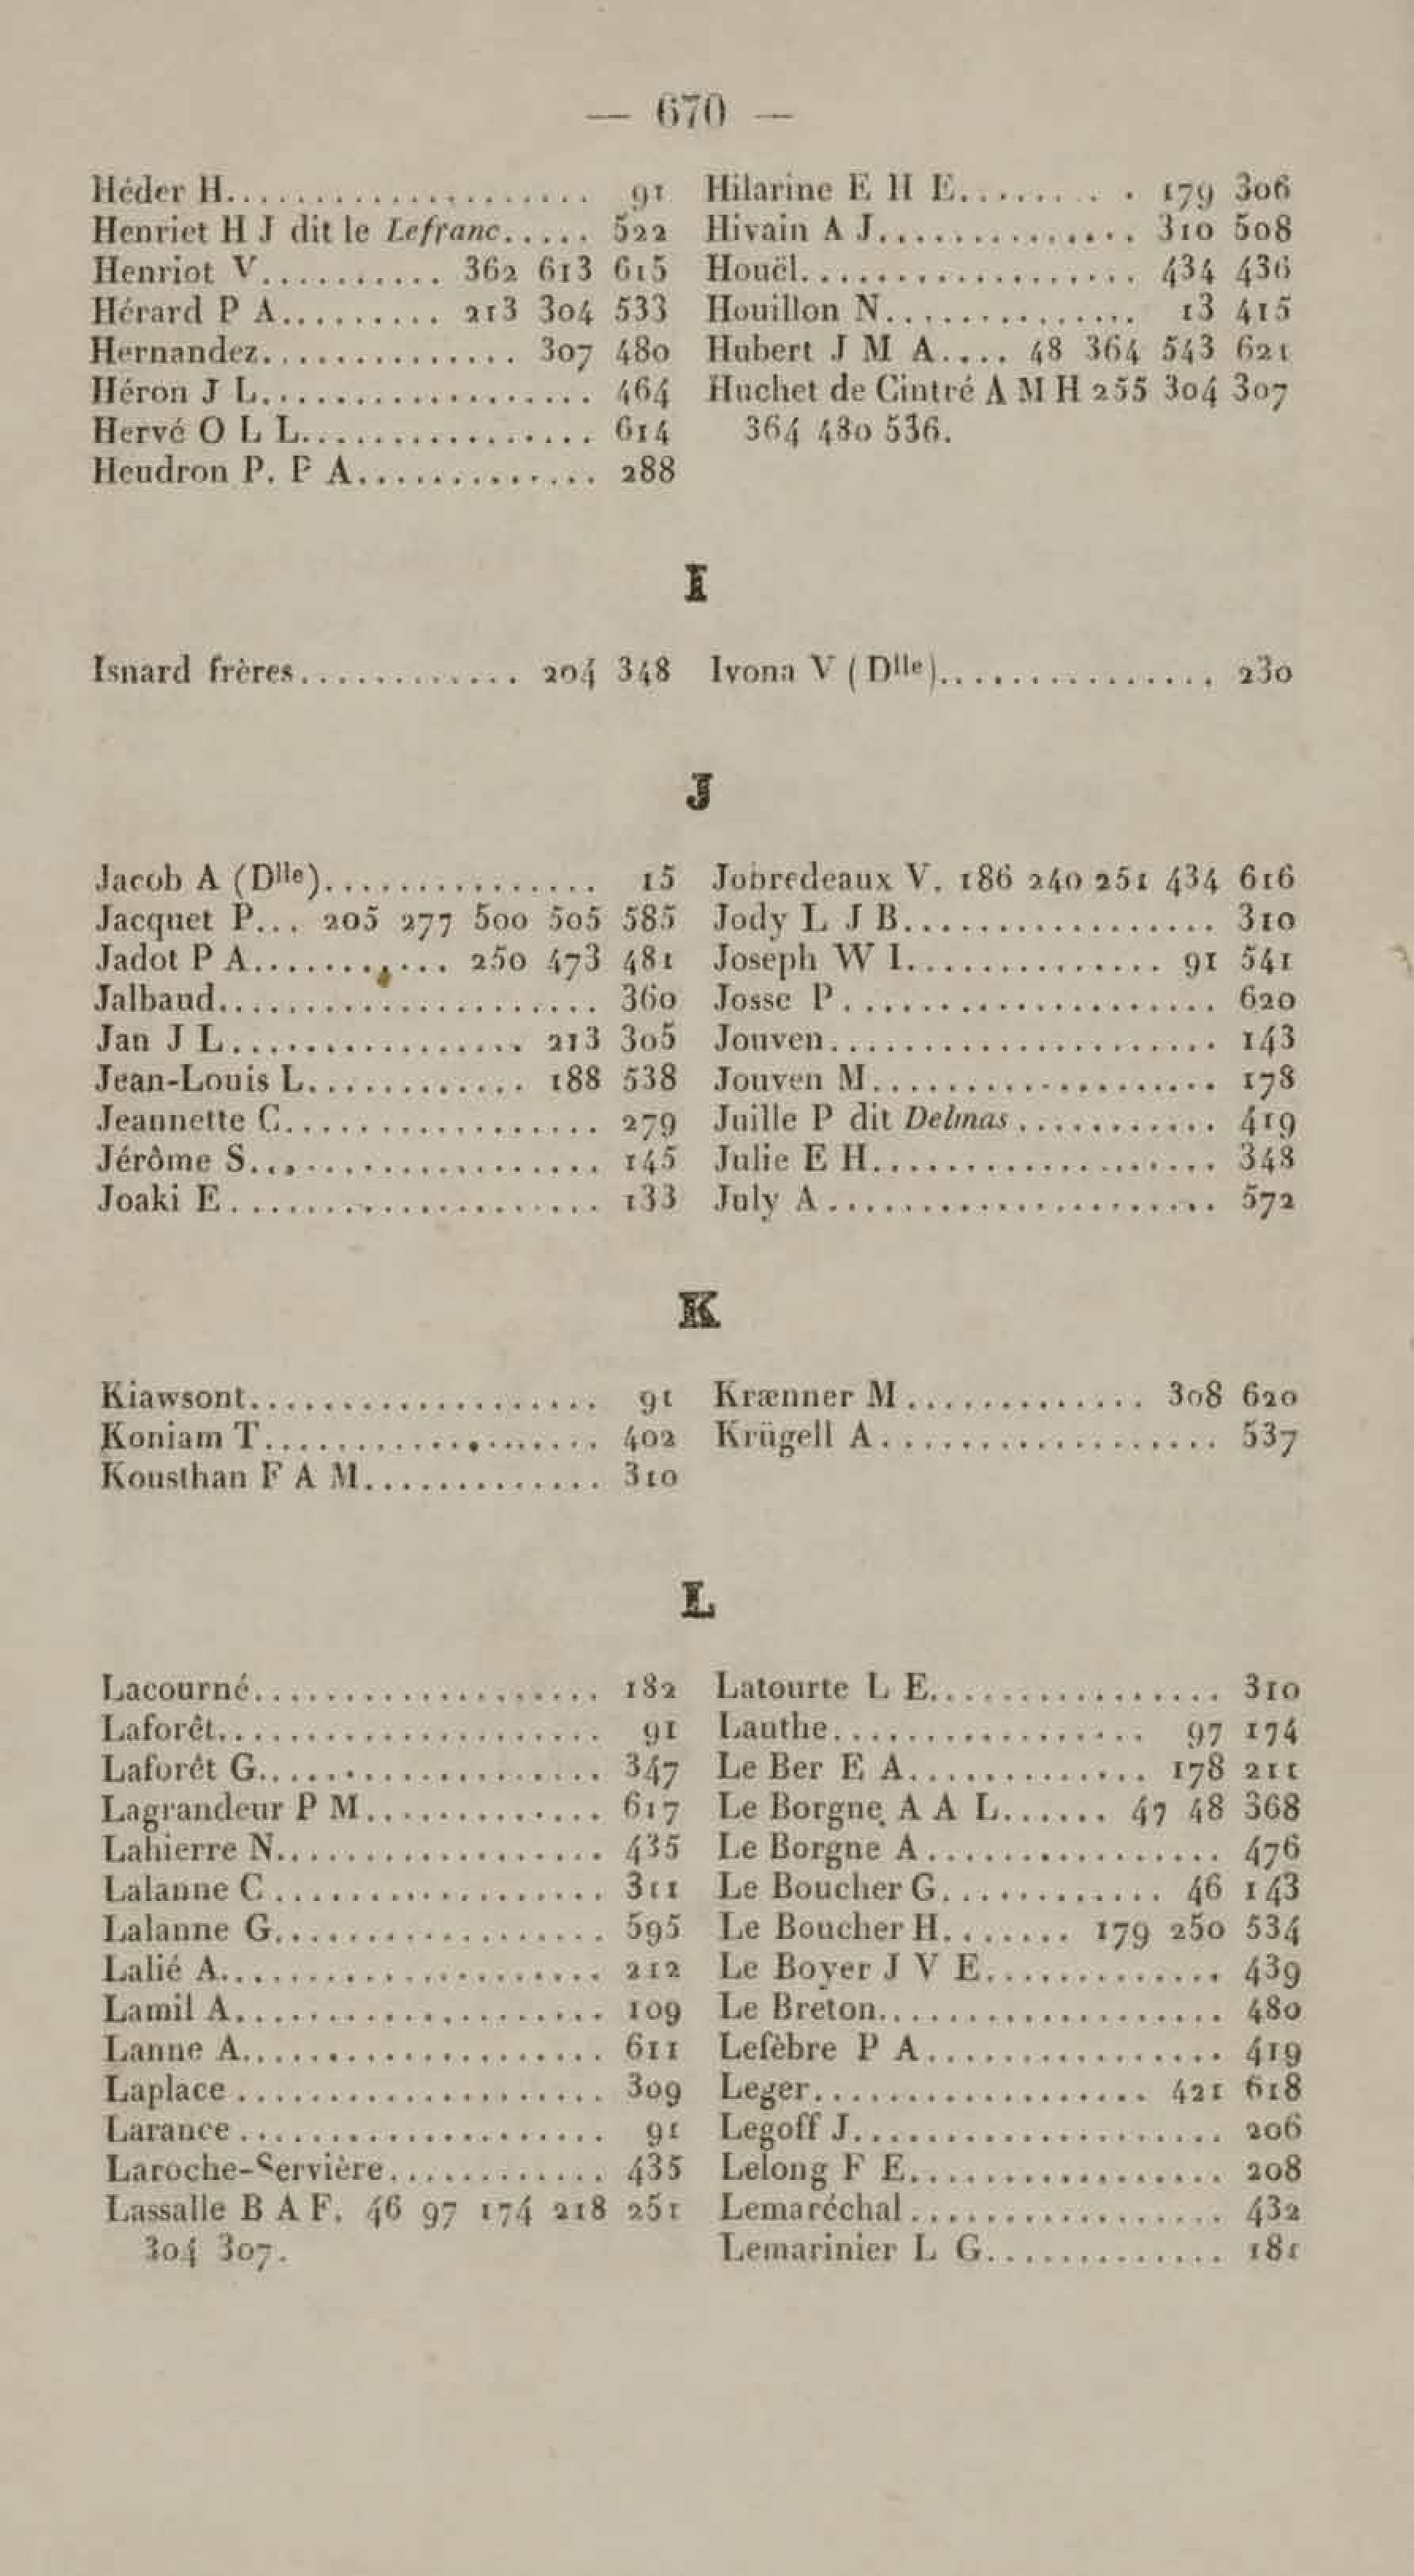 — 670 —
Héder H.................... 91
Henriet H J dit le Lefranc..... 522
Henriot V.......... 362 613 615
Hérard P A......... 213 304 533
Hernandez.............. 307 480
Héron J L.................. 464
Hervé O L L................ 614
Heudron P. P A............. 288
Hilarine E H E......... . 179 306
Hivain A J.............. 310 508
Houël.................. 434 436
Houillon N.............. 13 415
Hubert J M A.... 48 364 543 621
Huchet de Cintré A M H 255 304 307
364 480 536.
I
Isnard frères............ 204 348
Ivona V (Dlle)............... 230
J
Jacob A (Dlle)............... 15
Jacquet P... 205 277 500 505 585
Jadot P A........... 250 473 481
Jalbaud..................... 360
Jan J L................ 213 305
Jean-Louis L............ 188 538
Jeannette C................. 279
Jérôme S................... 145
Joaki E.................... 133
Jobredeaux V. 186 240 251 434 616
Jody L J B................. 310
Joseph W I.............. 91 541
Josse P.................... 620
Jouven..................... 143
Jouven M................... 178
Juille P dit Delmas........... 419
Julie E H................... 348
July A..................... 572
K
Kiawsont................... 91
Koniam T.................. 402
Kousthan F A M............. 310
Krænner M............. 308 620
Krügell A.................. 537
L
Lacourné................... 182
Laforêt..................... 91
Laforêt G................... 347
Lagrandeur P M............. 617
Lahierre N.................. 435
Lalanne C.................. 311
Lalanne G.................. 595
Lalié A..................... 212
Lamil A.................... 109
Lanne A.................... 611
Laplace.................... 309
Larance.................... 91
Laroche-Servière............ 435
Lassalle B A F. 46 97 174 218 251
304 307.
Latourte L E................ 310
Lauthe................. 97 174
Le Ber E A............. 178 211
Le Borgne A A L...... 47 48 368
Le Borgne A................ 476
Le Boucher G............ 46 143
Le Boucher H....... 179 250 534
Le Boyer J V E............. 439
Le Breton................... 480
Lefèbre P A................ 419
Leger.................. 421 618
Legoff J.................... 206
Lelong F E................. 208
Lemaréchal................. 432
Lemarinier L G............. 181